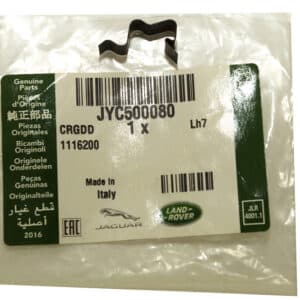 Genuine
Parts
Pièces
d'Origine
純正部品
Piezas
Originales
Ricambi
Originali
Originele
Onderdelen
Peças
Genuínas
Originalteile
قطع غيار
أصلية
2016
JYC500080
1 x
Lh7
CRGDD
1116200
Made In
Italy
EAC
JAGUAR
LAND-
ROVER
JLR
4001.1